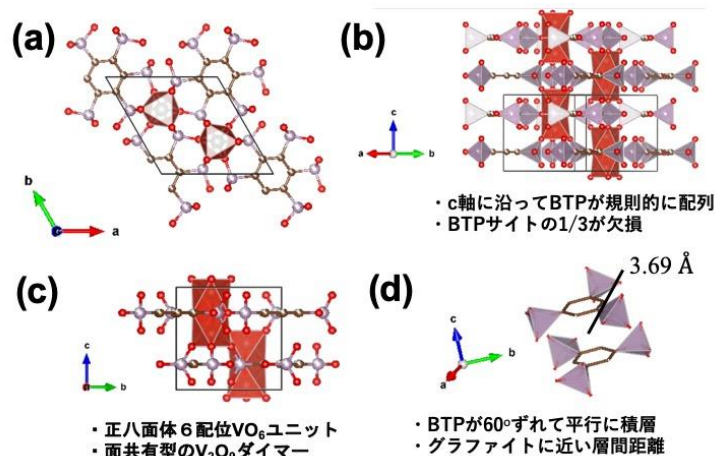 (a)
b
a
(b)
c
a
b
・c軸に沿ってBTPが規則的に配列
・BTPサイトの1/3が欠損
(c)
c
a
b
・正八面体６配位VO₆ユニット
・面共有型のV₂O₉ダイマー
(d)
3.69 Å
c
b
a
・BTPが60°ずれて平行に積層
・グラファイトに近い層間距離